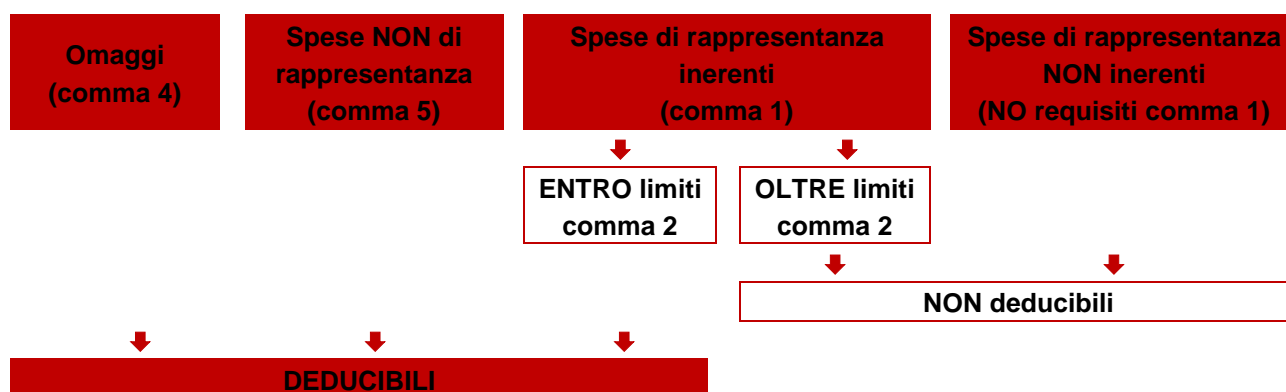 Omaggi
(comma 4)
Spese NON di
rappresentanza
(comma 5)
Spese di rappresentanza
inerenti
(comma 1)
Spese di rappresentanza
NON inerenti
(NO requisiti comma 1)
ENTRO limiti
comma 2
OLTRE limiti
comma 2
NON deducibili
DEDUCIBILI